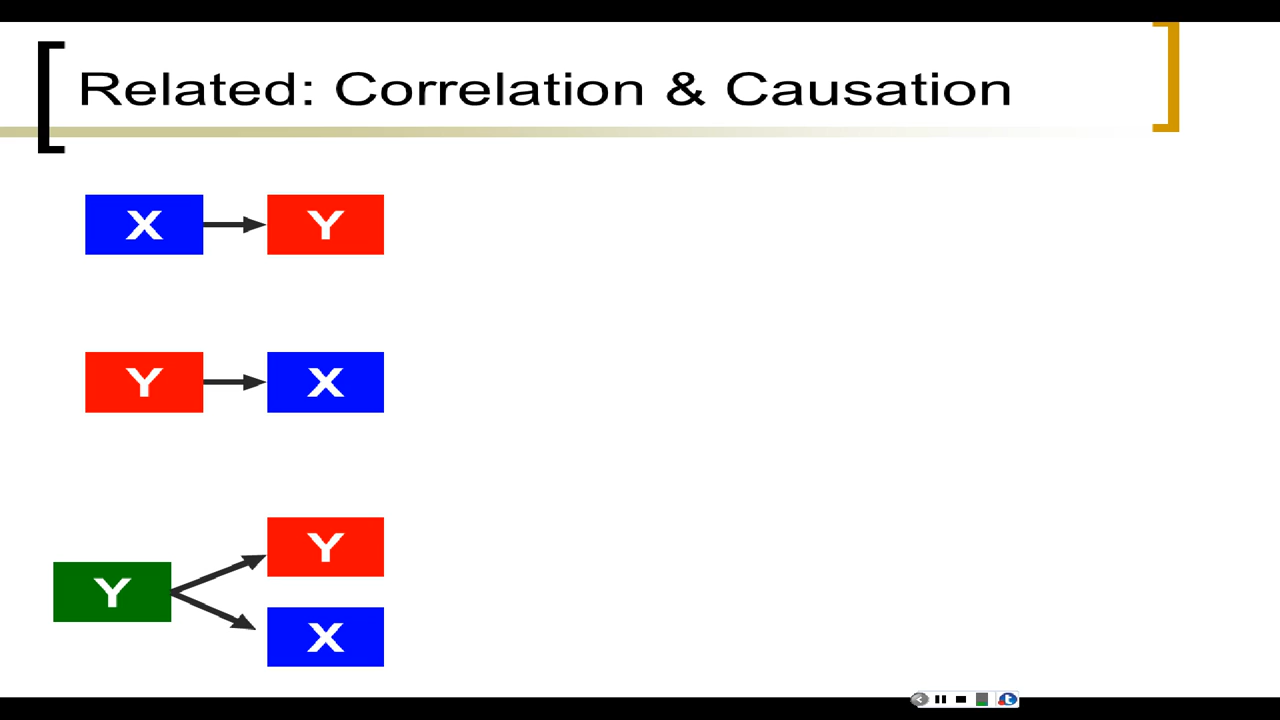 Related: Correlation & Causation
X Y
Y X
Y
Y
X